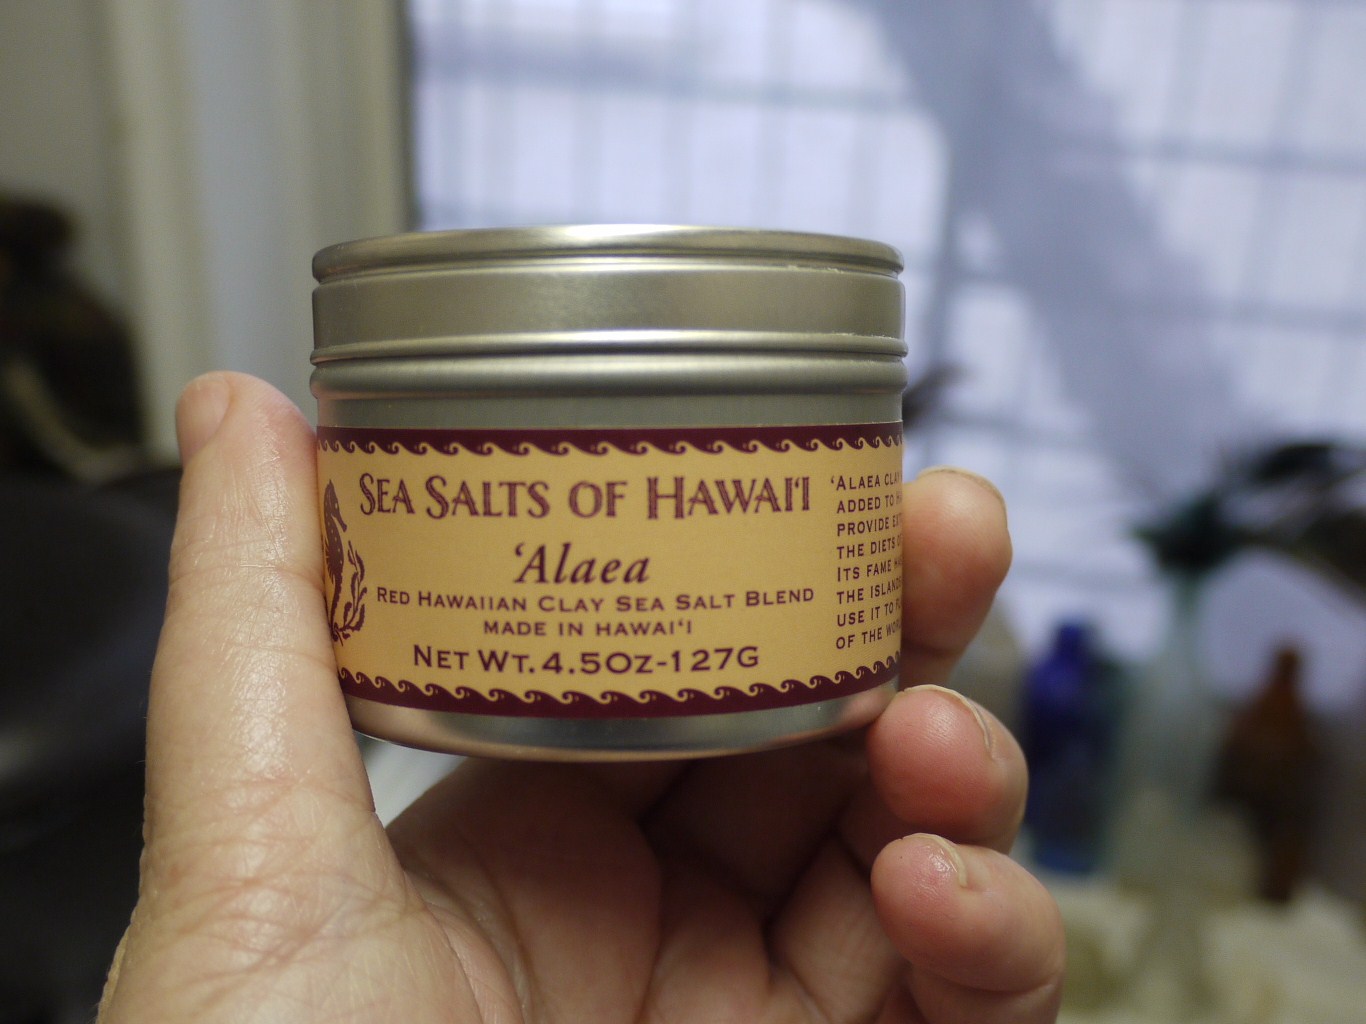 SEA SALTS OF HAWAI'I
‘Alaea
RED HAWAIIAN CLAY SEA SALT BLEND
MADE IN HAWAI‘I
NET WT. 4.5OZ-127G
‘ALAEA
ADDED TO
PROVIDE
THE DIETS
ITS FAME
THE
USE IT TO
OF THE